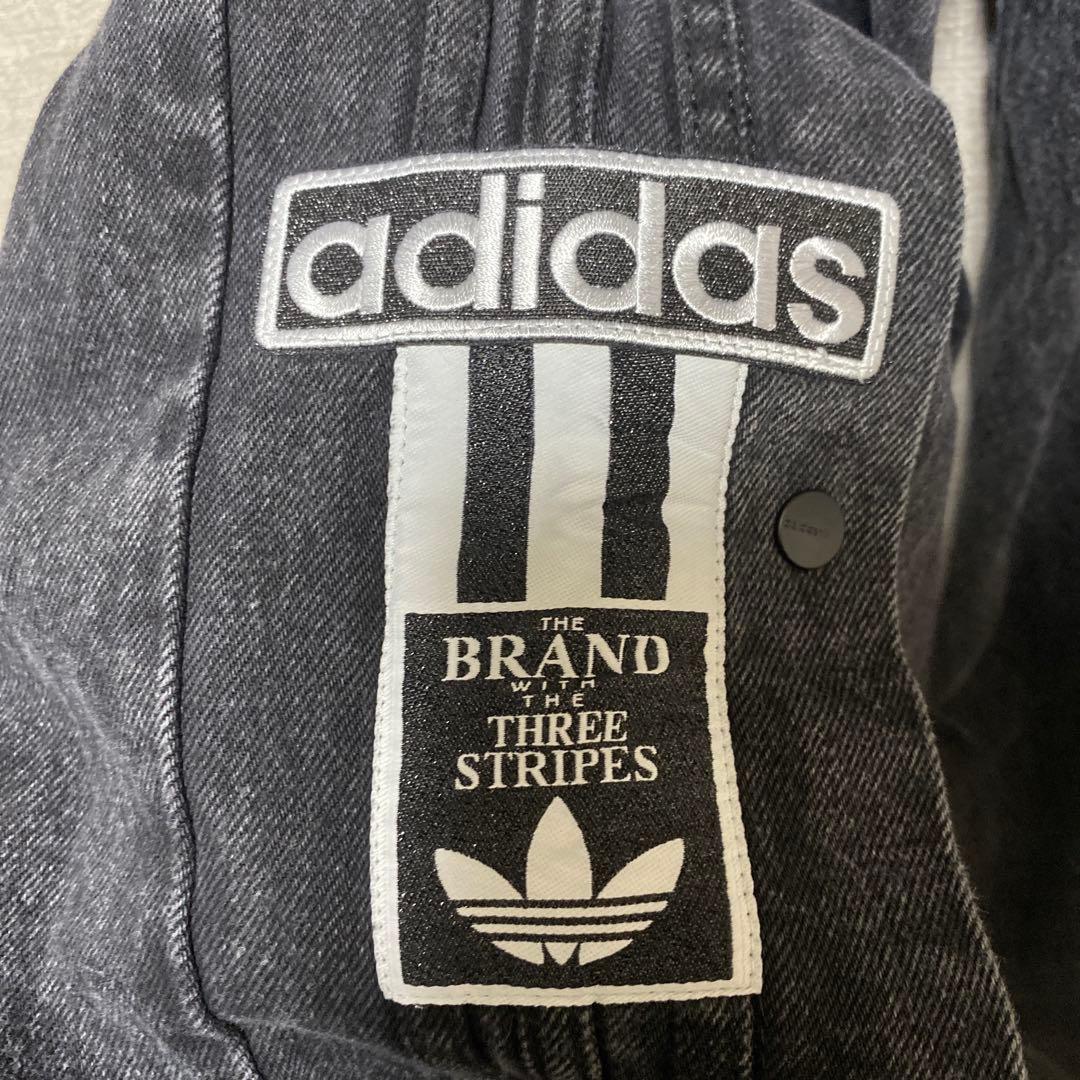 adidas
THE
BRAND
WITH
THE
THREE
STRIPES